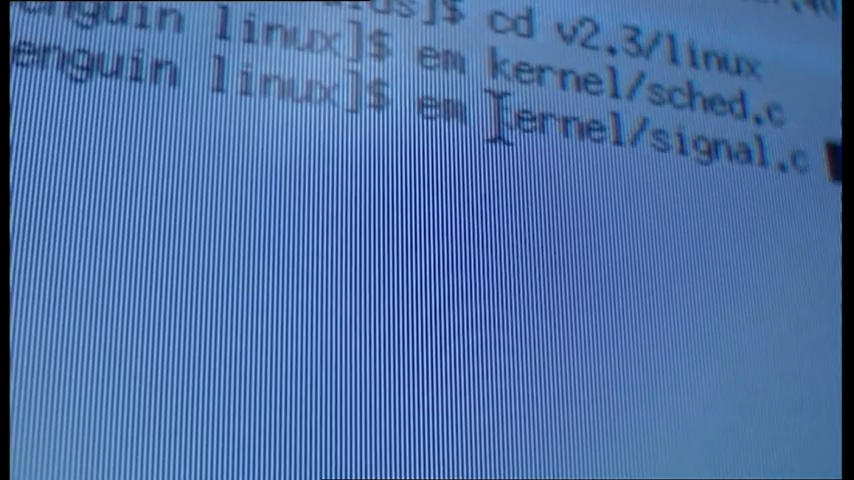 ]$ cd v2.3/linux
enguin linux]$ em kernel/sched.c
enguin linux]$ em kernel/signal.c